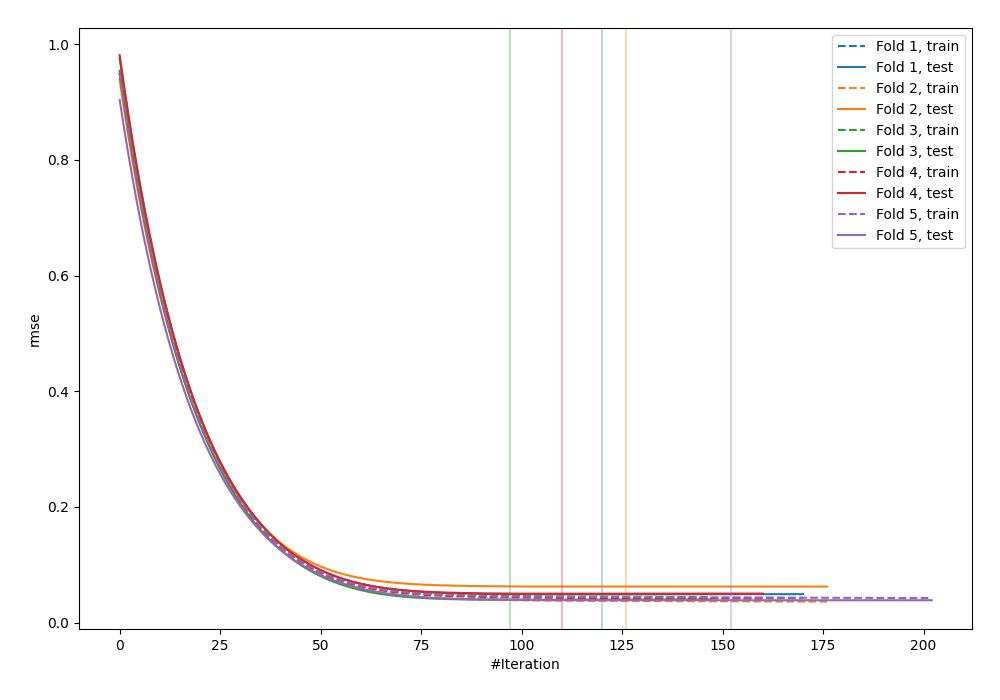 1.0
0.8
0.6
0.4
0.2
0.0
rmse
0 25 50 75 100 125 150 175 200
#Iteration
Fold 1, train
Fold 1, test
Fold 2, train
Fold 2, test
Fold 3, train
Fold 3, test
Fold 4, train
Fold 4, test
Fold 5, train
Fold 5, test